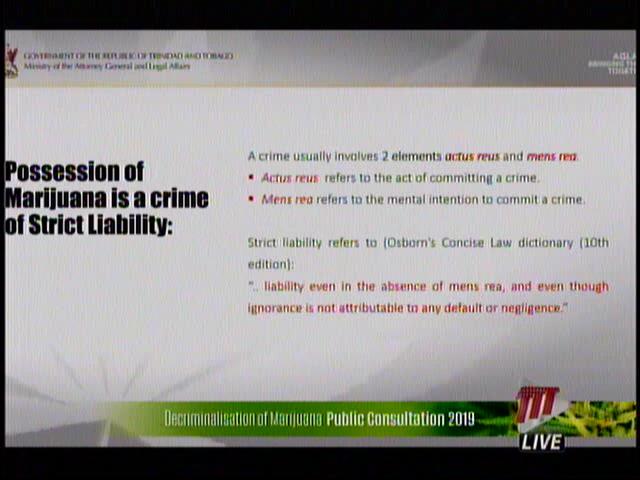 GOVERNMENT OF THE REPUBLIC OF TRINIDAD AND TOBAGO
Ministry of the Attorney General and Legal Affairs
AGLA
BRINGING TH
TOGETH
Possession of
Marijuana is a crime
of Strict Liability:
A crime usually involves 2 elements actus reus and mens rea.
Actus reus refers to the act of committing a crime.
Mens rea refers to the mental intention to commit a crime.
Strict liability refers to (Osborn's Concise Law dictionary (10th
edition):
".. liability even in the absence of mens rea, and even though
ignorance is not attributable to any default or negligence."
Decriminalisation of Marijuana Public Consultation 2019
TTT
LIVE